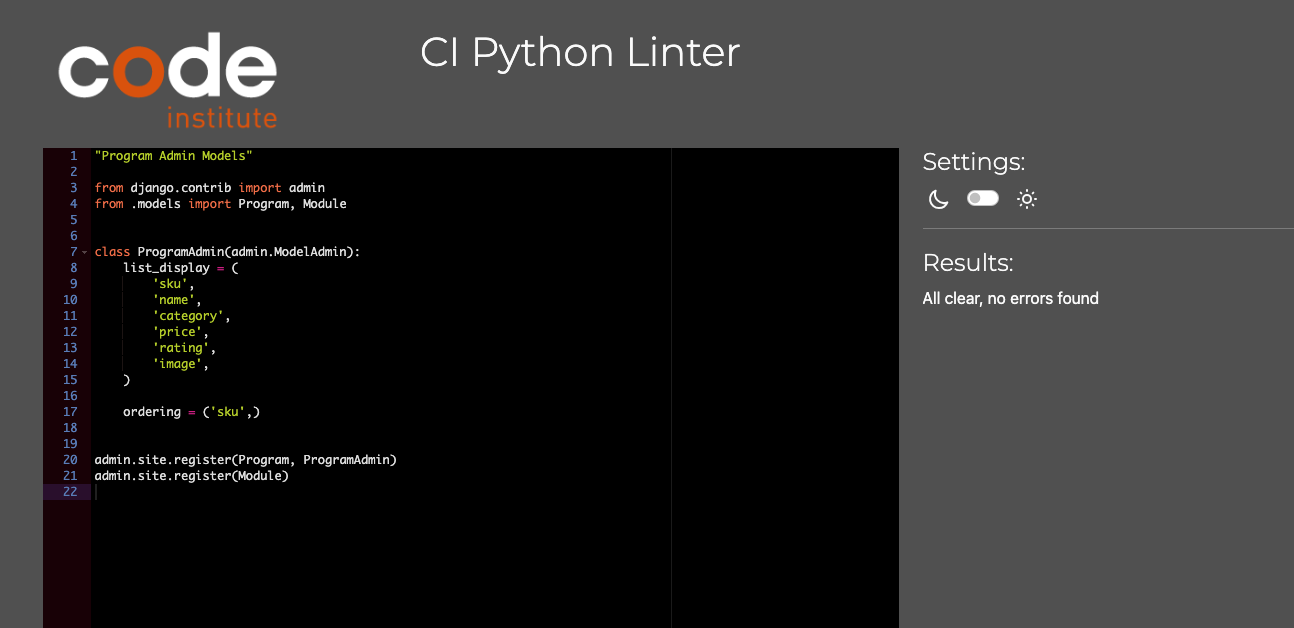 code
institute
CI Python Linter
1 "Program Admin Models"
2
3 from django.contrib import admin
4 from .models import Program, Module
5
6
7 class ProgramAdmin(admin.ModelAdmin):
8     list_display = (
9         'sku',
10         'name',
11         'category',
12         'price',
13         'rating',
14         'image',
15     )
16
17     ordering = ('sku',)
18
19
20 admin.site.register(Program, ProgramAdmin)
21 admin.site.register(Module)
22
Settings:
Results:
All clear, no errors found